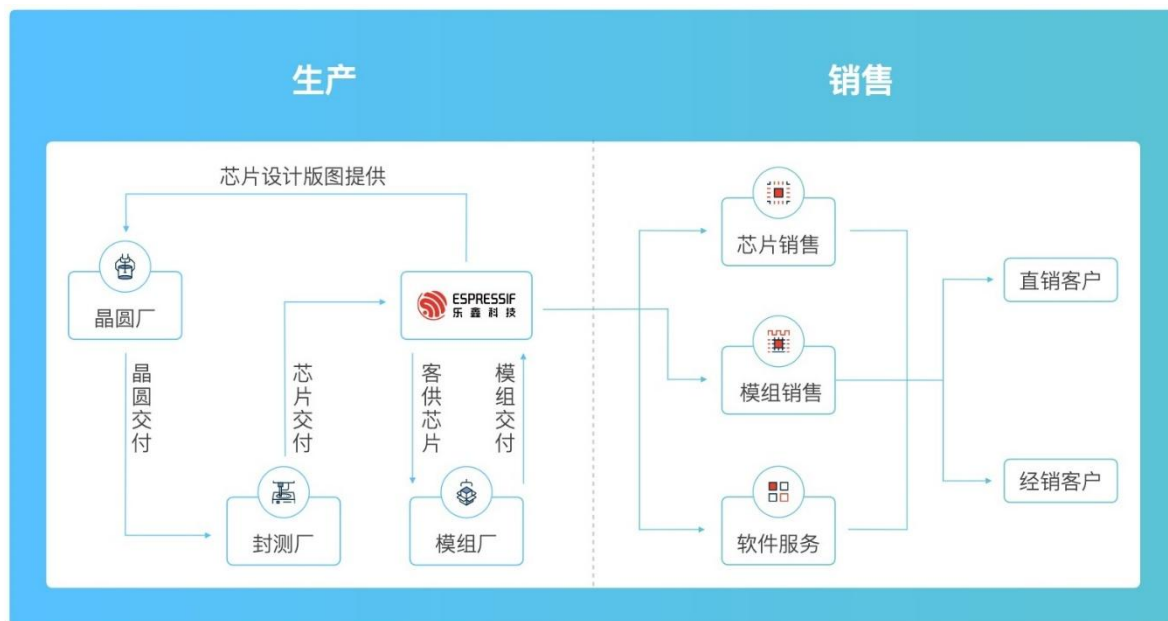 生产
销售
芯片设计版图提供
晶圆厂
ESPRESSIF
乐鑫科技
晶圆交付
芯片交付
客供芯片
模组交付
封测厂
模组厂
芯片销售
模组销售
软件服务
直销客户
经销客户